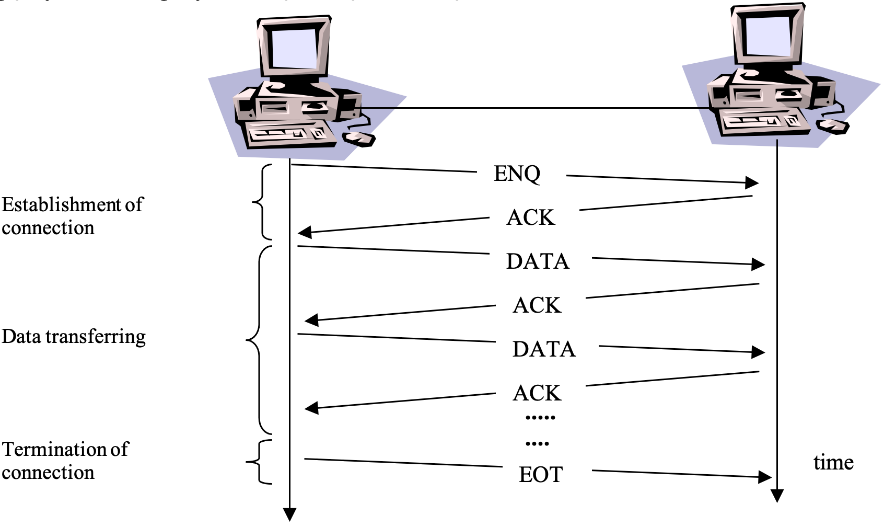 ENQ
Establishment of
connection
ACK
DATA
ACK
Data transferring
DATA
ACK
.....
....
Termination of
connection
EOT
time